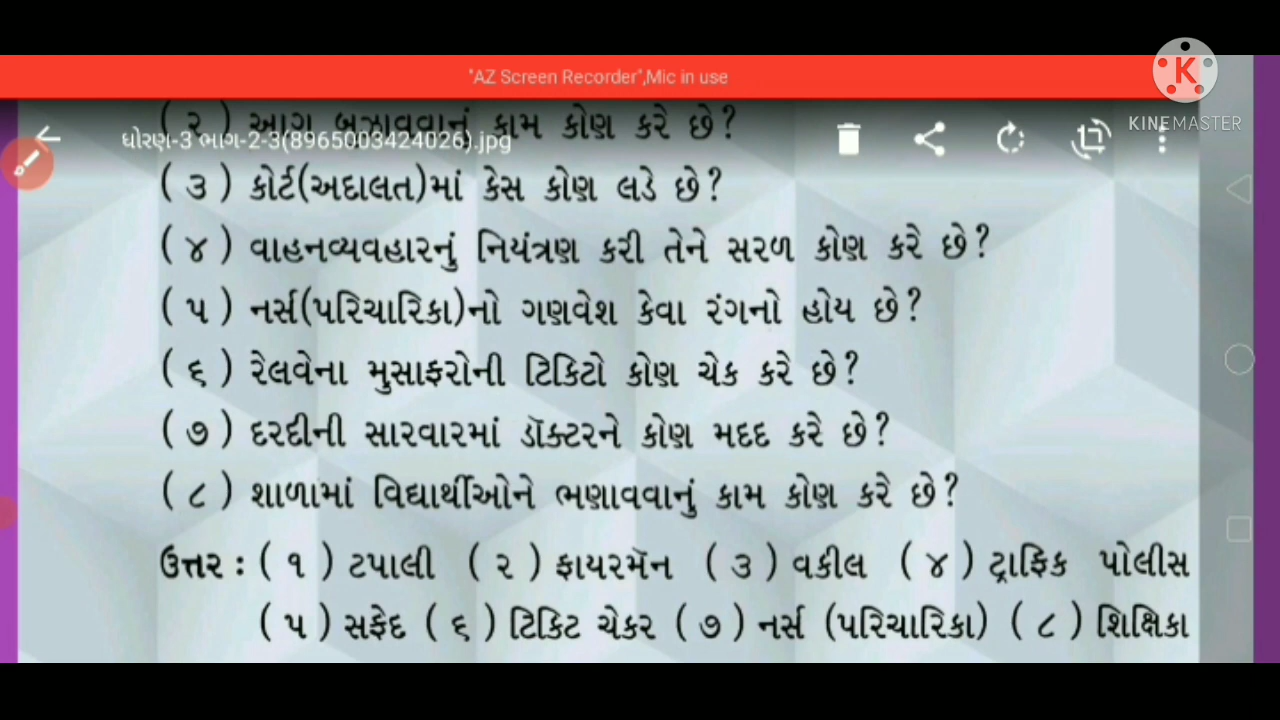 "AZ Screen Recorder",Mic in use
KINEMASTER
( ૨ ) આગ બુઝાવવાનું કામ કોણ કરે છે?
ધોરણ-3 ભાગ-2-3(8965003424026).jpg
( ૩ ) કોર્ટ(અદાલત)માં કેસ કોણ લડે છે?
( ૪ ) વાહનવ્યવહારનું નિયંત્રણ કરી તેને સરળ કોણ કરે છે?
( ૫ ) નર્સ(પરિચારિકા)નો ગણવેશ કેવા રંગનો હોય છે?
( ૬ ) રેલવેના મુસાફરોની ટિકિટો કોણ ચેક કરે છે?
( ૭ ) દરદીની સારવારમાં ડૉક્ટરને કોણ મદદ કરે છે?
( ૮ ) શાળામાં વિદ્યાર્થીઓને ભણાવવાનું કામ કોણ કરે છે?
ઉત્તર : ( ૧ ) ટપાલી ( ૨ ) ફાયરમૅન ( ૩ ) વકીલ ( ૪ ) ટ્રાફિક પોલીસ
( ૫ ) સફેદ ( ૬ ) ટિકિટ ચેકર ( ૭ ) નર્સ (પરિચારિકા) ( ૮ ) શિક્ષિકા